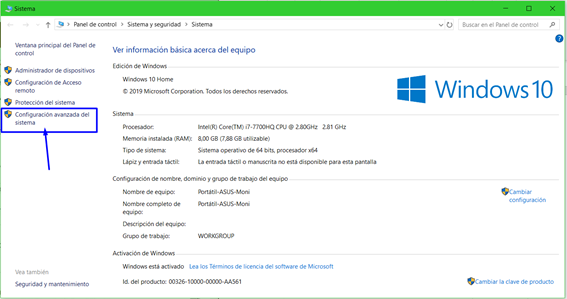 Sistema
Panel de control > Sistema y seguridad > Sistema
Buscar en el Panel de control
Ventana principal del Panel de
control
Administrador de dispositivos
Configuración de Acceso
remoto
Protección del sistema
Configuración avanzada del
sistema
Ver información básica acerca del equipo
Edición de Windows
Windows 10 Home
© 2019 Microsoft Corporation. Todos los derechos reservados.
Windows 10
Sistema
Procesador: Intel(R) Core(TM) i7-7700HQ CPU @ 2.80GHz 2.81 GHz
Memoria instalada (RAM): 8,00 GB (7,88 GB utilizable)
Tipo de sistema: Sistema operativo de 64 bits, procesador x64
Lápiz y entrada táctil: La entrada táctil o manuscrita no está disponible para esta pantalla
Configuración de nombre, dominio y grupo de trabajo del equipo
Nombre de equipo: Portátil-ASUS-Moni
Cambiar
configuración
Nombre completo de
equipo: Portátil-ASUS-Moni
Descripción del equipo:
Grupo de trabajo: WORKGROUP
Activación de Windows
Windows está activado Lea los Términos de licencia del software de Microsoft
Id. del producto: 00326-10000-00000-AA561
Cambiar la clave de producto
Vea también
Seguridad y mantenimiento